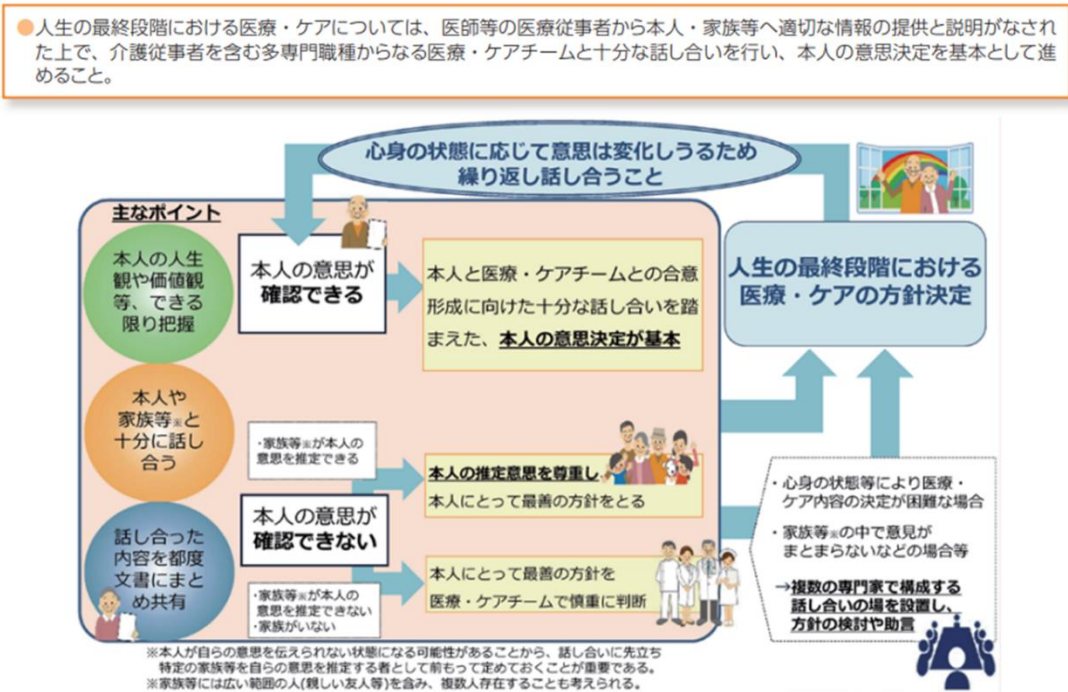 ●人生の最終段階における医療・ケアについては、医師等の医療従事者から本人・家族等へ適切な情報の提供と説明がなされ
た上で、介護従事者を含む多専門職種からなる医療・ケアチームと十分な話し合いを行い、本人の意思決定を基本として進
めること。
心身の状態に応じて意思は変化しうるため
繰り返し話し合うこと
主なポイント
本人の人生
観や価値観
等、できる
限り把握
本人の意思が
確認できる
本人と医療・ケアチームとの合意
形成に向けた十分な話し合いを踏
まえた、本人の意思決定が基本
人生の最終段階における
医療・ケアの方針決定
本人や
家族等※と
十分に話し
合う
・家族等※が本人の
意思を推定できる
本人の推定意思を尊重し、
本人にとって最善の方針をとる
話し合った
内容を都度
文書にまと
め共有
本人の意思が
確認できない
・家族等※が本人の
意思を推定できない
・家族がいない
本人にとって最善の方針を
医療・ケアチームで慎重に判断
・心身の状態等により医療・
ケア内容の決定が困難な場合
・家族等※の中で意見が
まとまらないなどの場合等
→複数の専門家で構成する
話し合いの場を設置し、
方針の検討や助言
※本人が自らの意思を伝えられない状態になる可能性があることから、話し合いに先立ち
特定の家族等を自らの意思を推定する者として前もって定めておくことが重要である。
※家族等には広い範囲の人(親しい友人等)を含み、複数人存在することも考えられる。